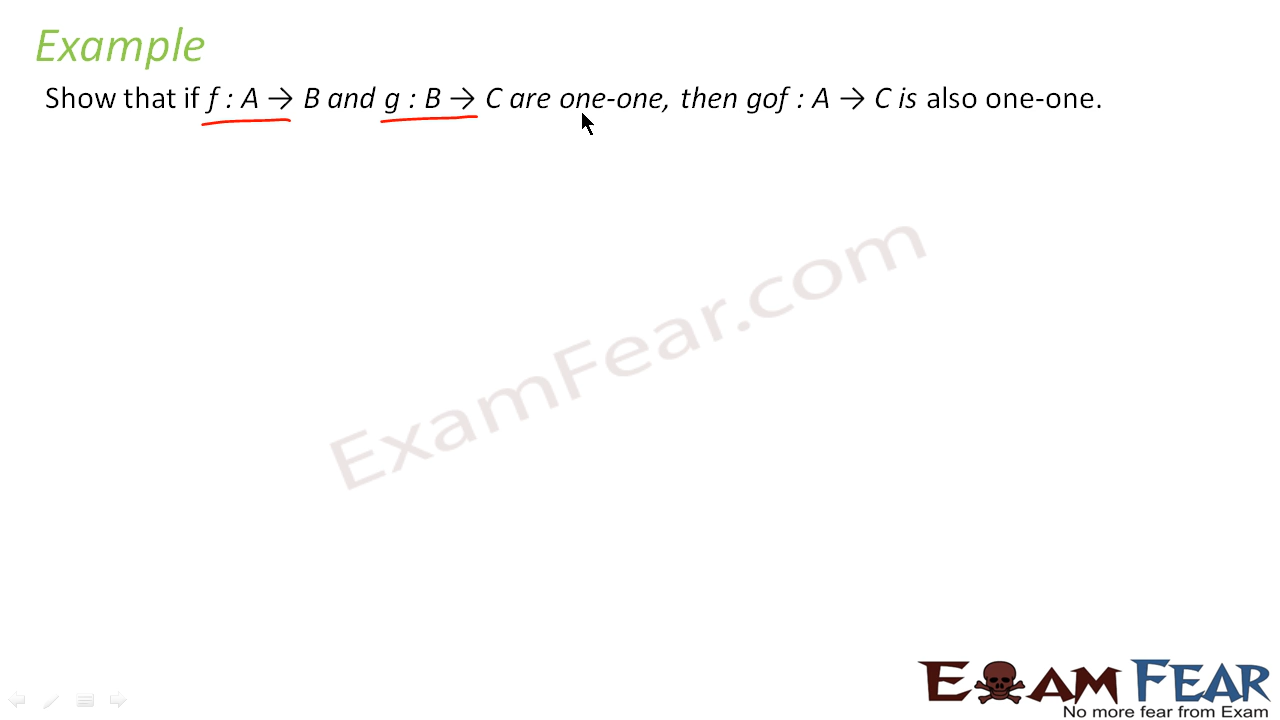 Example
Show that if f : A → B and g : B → C are one-one, then gof : A → C is also one-one.
ExamFear.com
EXAM FEAR
No more fear from Exam